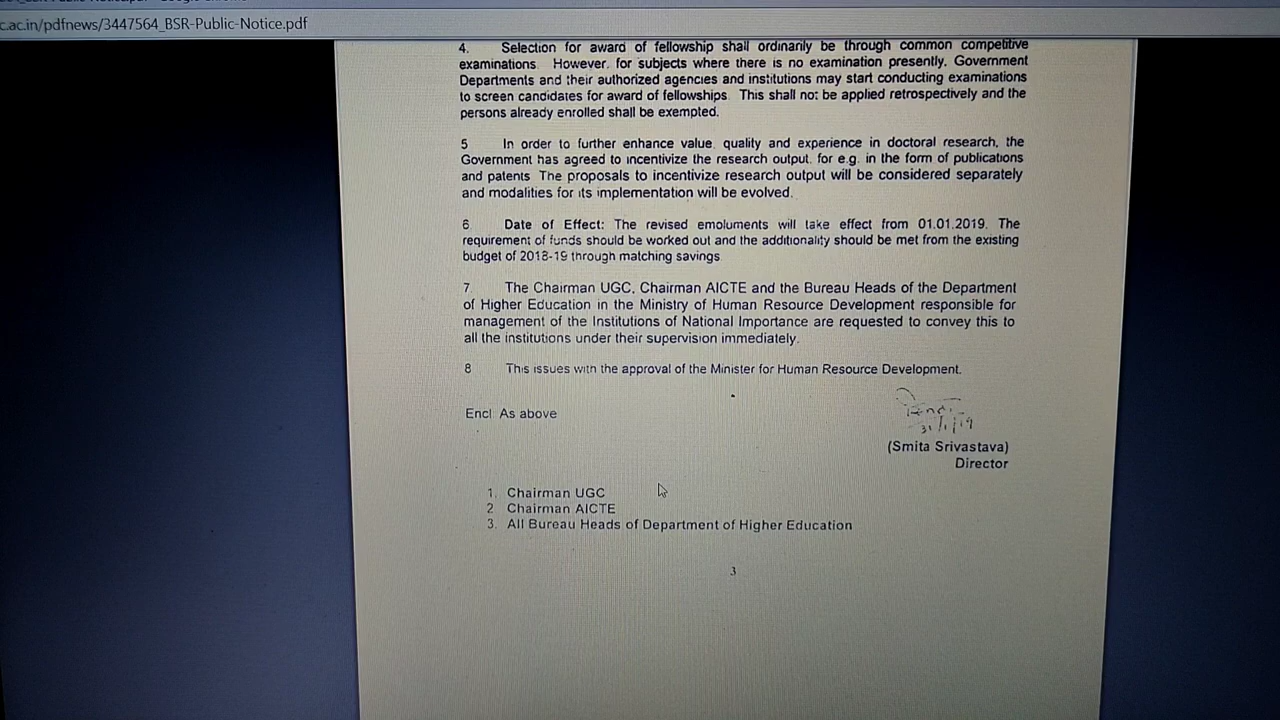 c.ac.in/pdfnews/3447564_BSR-Public-Notice.pdf
4. Selection for award of fellowship shall ordinarily be through common competitive
examinations. However, for subjects where there is no examination presently, Government
Departments and their authorized agencies and institutions may start conducting examinations
to screen candidates for award of fellowships. This shall not be applied retrospectively and the
persons already enrolled shall be exempted.
5 In order to further enhance value, quality and experience in doctoral research, the
Government has agreed to incentivize the research output, for e.g. in the form of publications
and patents. The proposals to incentivize research output will be considered separately
and modalities for its implementation will be evolved.
6. Date of Effect: The revised emoluments will take effect from 01.01.2019. The
requirement of funds should be worked out and the additionality should be met from the existing
budget of 2018-19 through matching savings.
7. The Chairman UGC, Chairman AICTE and the Bureau Heads of the Department
of Higher Education in the Ministry of Human Resource Development responsible for
management of the Institutions of National Importance are requested to convey this to
all the institutions under their supervision immediately.
8 This issues with the approval of the Minister for Human Resource Development.
Encl. As above
31/1/19
(Smita Srivastava)
Director
1. Chairman UGC
2 Chairman AICTE
3. All Bureau Heads of Department of Higher Education
3